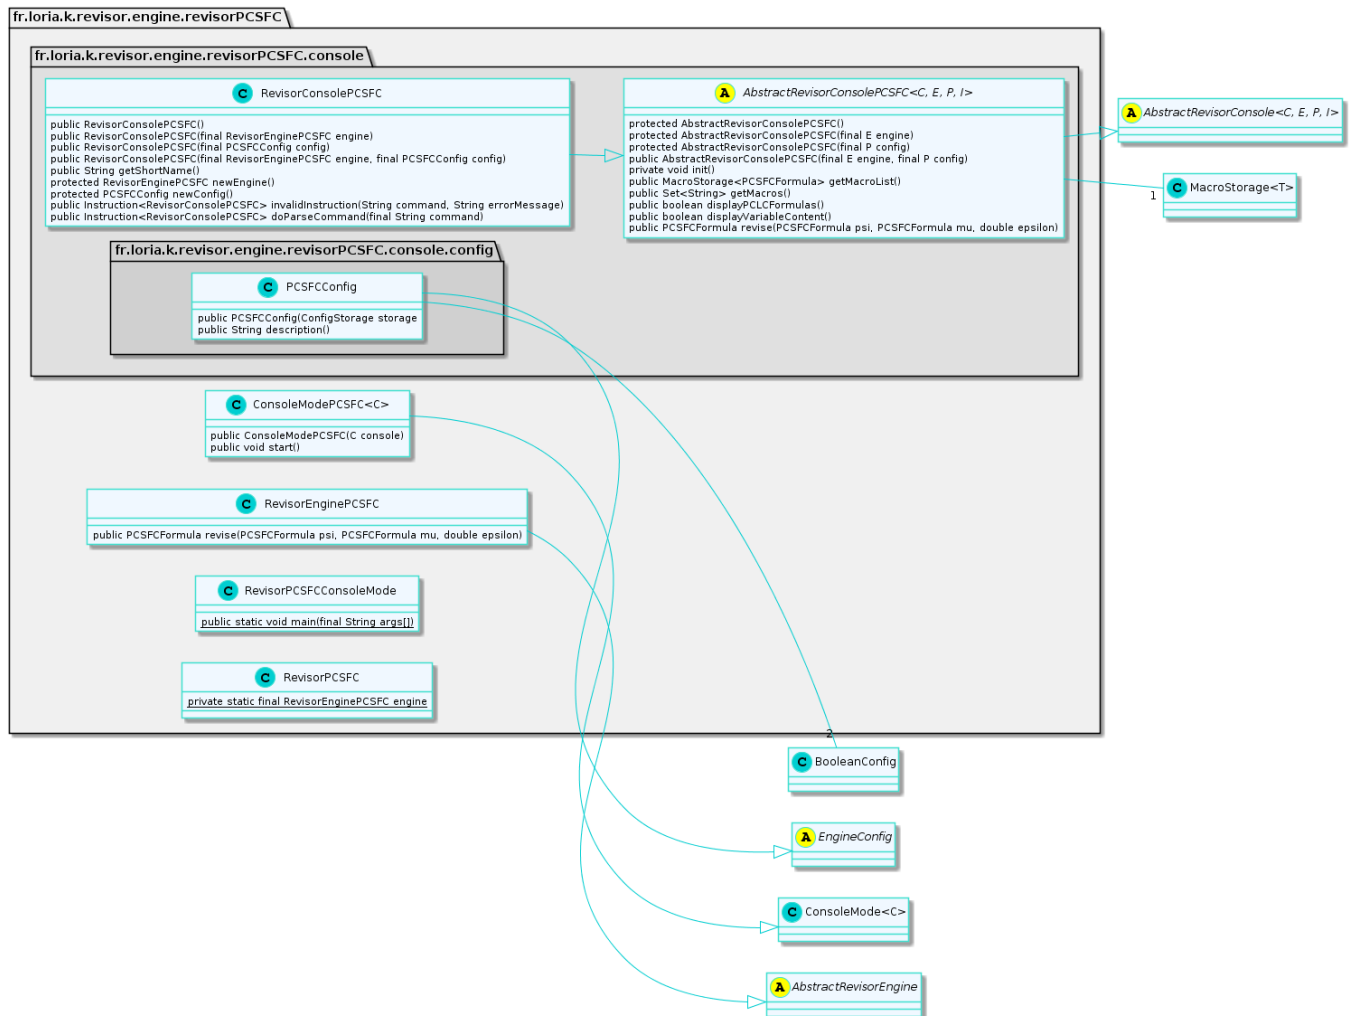 fr.loria.k.revisor.engine.revisorPCSFC
fr.loria.k.revisor.engine.revisorPCSFC.console
C RevisorConsolePCSFC
public RevisorConsolePCSFC()
public RevisorConsolePCSFC(final RevisorEnginePCSFC engine)
public RevisorConsolePCSFC(final PCSFCConfig config)
public RevisorConsolePCSFC(final RevisorEnginePCSFC engine, final PCSFCConfig config)
public String getShortName()
protected RevisorEnginePCSFC newEngine()
protected PCSFCConfig newConfig()
public Instruction<RevisorConsolePCSFC> invalidInstruction(String command, String errorMessage)
public Instruction<RevisorConsolePCSFC> doParseCommand(final String command)
A AbstractRevisorConsolePCSFC<C, E, P, I>
protected AbstractRevisorConsolePCSFC()
protected AbstractRevisorConsolePCSFC(final E engine)
protected AbstractRevisorConsolePCSFC(final P config)
public AbstractRevisorConsolePCSFC(final E engine, final P config)
private void init()
public MacroStorage<PCSFCFormula> getMacroList()
public Set<String> getMacros()
public boolean displayPCLCFormulas()
public boolean displayVariableContent()
public PCSFCFormula revise(PCSFCFormula psi, PCSFCFormula mu, double epsilon)
A AbstractRevisorConsole<C, E, P, I>
C MacroStorage<T>
1
fr.loria.k.revisor.engine.revisorPCSFC.console.config
C PCSFCConfig
public PCSFCConfig(ConfigStorage storage
public String description()
C ConsoleModePCSFC<C>
public ConsoleModePCSFC(C console)
public void start()
C RevisorEnginePCSFC
public PCSFCFormula revise(PCSFCFormula psi, PCSFCFormula mu, double epsilon)
C RevisorPCSFCConsoleMode
public static void main(final String args[])
C RevisorPCSFC
private static final RevisorEnginePCSFC engine
2
C BooleanConfig
A EngineConfig
C ConsoleMode<C>
A AbstractRevisorEngine